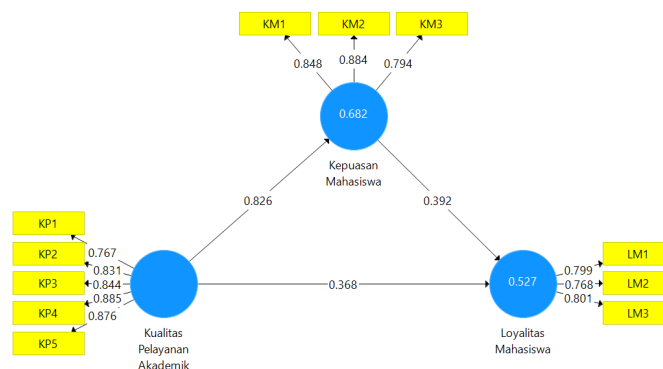 KM1 KM2 KM3
0.848 0.884 0.794
0.682
Kepuasan
Mahasiswa
0.826
0.392
KP1
KP2
KP3
KP4
KP5
0.767
0.831
0.844
0.885
0.876
Kualitas
Pelayanan
Akademik
0.368
0.527
Loyalitas
Mahasiswa
0.799
0.768
0.801
LM1
LM2
LM3